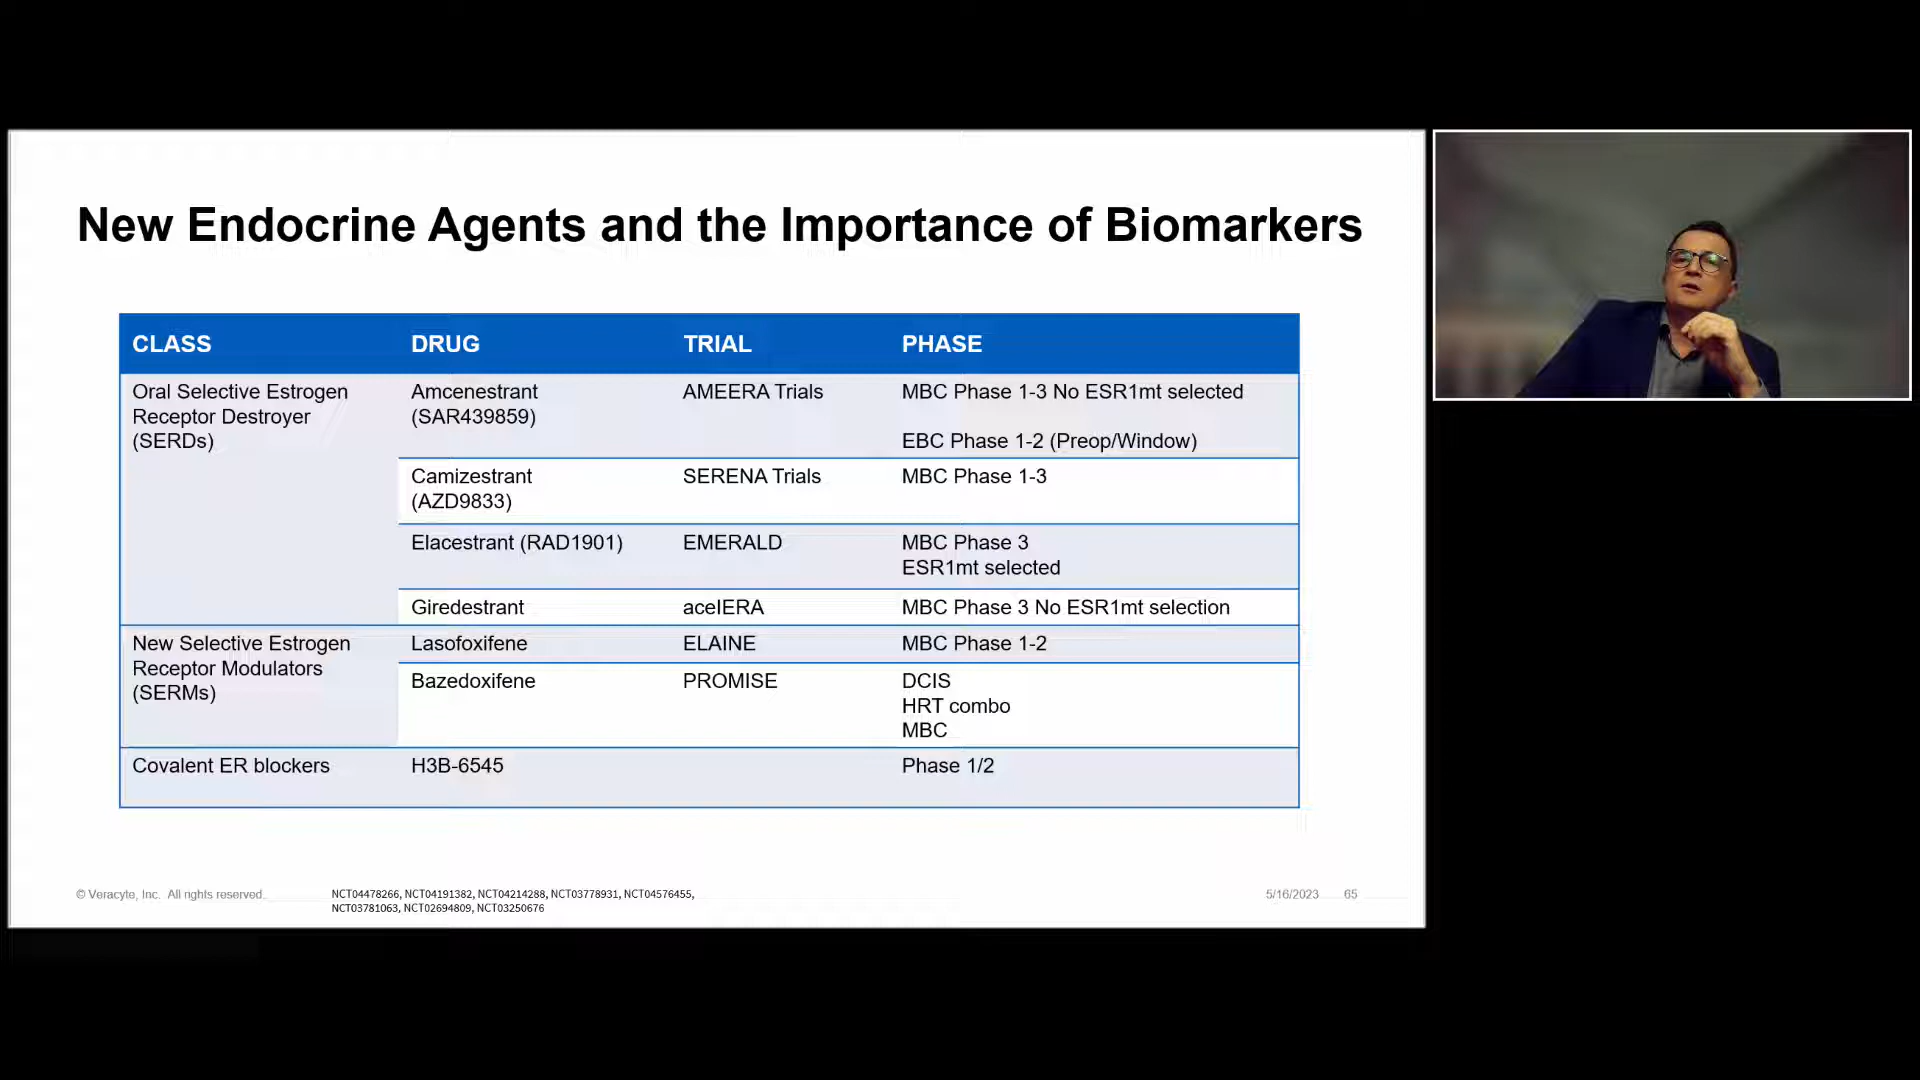 New Endocrine Agents and the Importance of Biomarkers
CLASS DRUG TRIAL PHASE
Oral Selective Estrogen
Receptor Destroyer
(SERDs)
Amcenestrant
(SAR439859)
AMEERA Trials
MBC Phase 1-3 No ESR1mt selected
EBC Phase 1-2 (Preop/Window)
Camizestrant
(AZD9833)
SERENA Trials
MBC Phase 1-3
Elacestrant (RAD1901)
EMERALD
MBC Phase 3
ESR1mt selected
Giredestrant
acelERA
MBC Phase 3 No ESR1mt selection
New Selective Estrogen
Receptor Modulators
(SERMs)
Lasofoxifene
ELAINE
MBC Phase 1-2
Bazedoxifene
PROMISE
DCIS
HRT combo
MBC
Covalent ER blockers
H3B-6545
Phase 1/2
© Veracyte, Inc. All rights reserved.
NCT04478266, NCT04191382, NCT04214288, NCT03778931, NCT04576455,
NCT03781063, NCT02694809, NCT03250676
5/16/2023 65